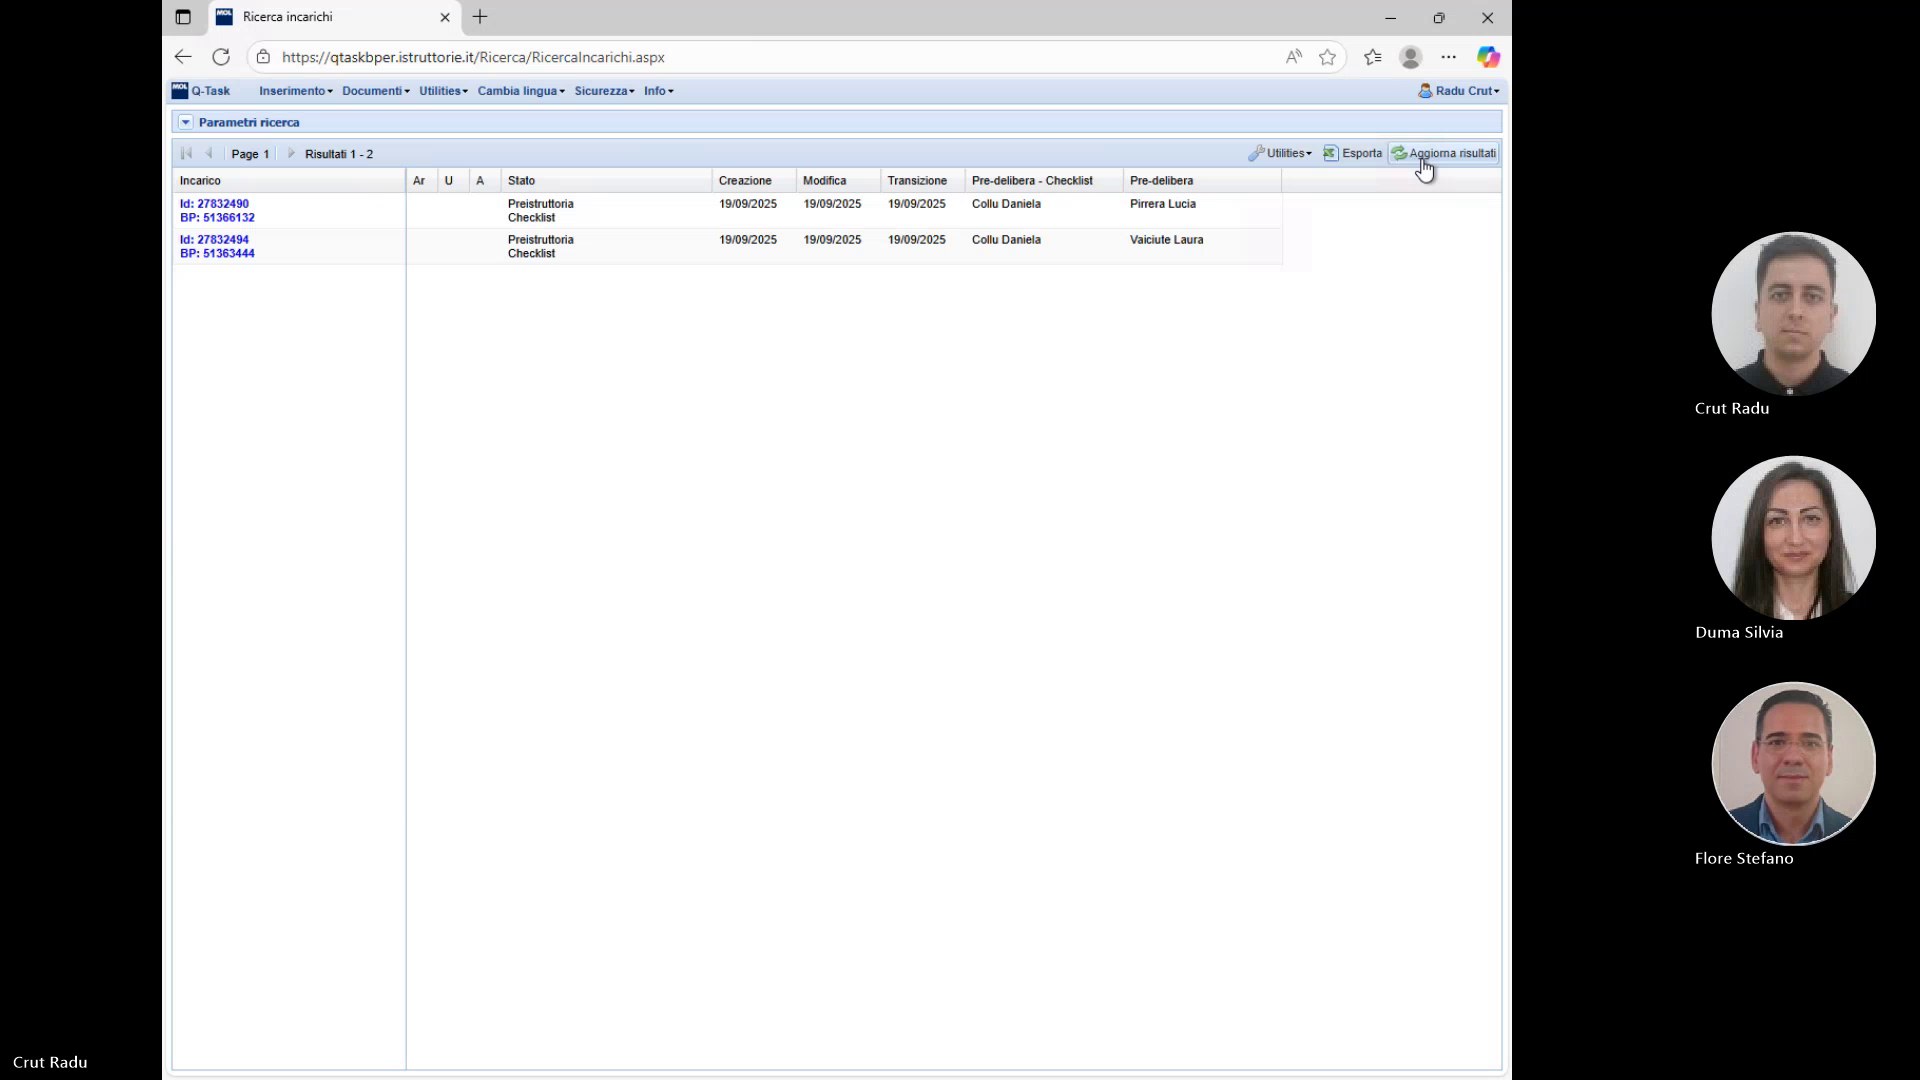 MOL Ricerca incarichi
https://qtaskbper.istruttorie.it/Ricerca/RicercaIncarichi.aspx
MOL Q-Task Inserimento Documenti Utilities Cambia lingua Sicurezza Info Radu Crut
Parametri ricerca
Page 1 Risultati 1 - 2 Utilities Esporta Aggiorna risultati
Incarico Ar U A Stato Creazione Modifica Transizione Pre-delibera - Checklist Pre-delibera
Id: 27832490 Preistruttoria 19/09/2025 19/09/2025 19/09/2025 Collu Daniela Pirrera Lucia
BP: 51366132 Checklist
Id: 27832494 Preistruttoria 19/09/2025 19/09/2025 19/09/2025 Collu Daniela Vaiciute Laura
BP: 51363444 Checklist
Crut Radu
Duma Silvia
Flore Stefano
Crut Radu